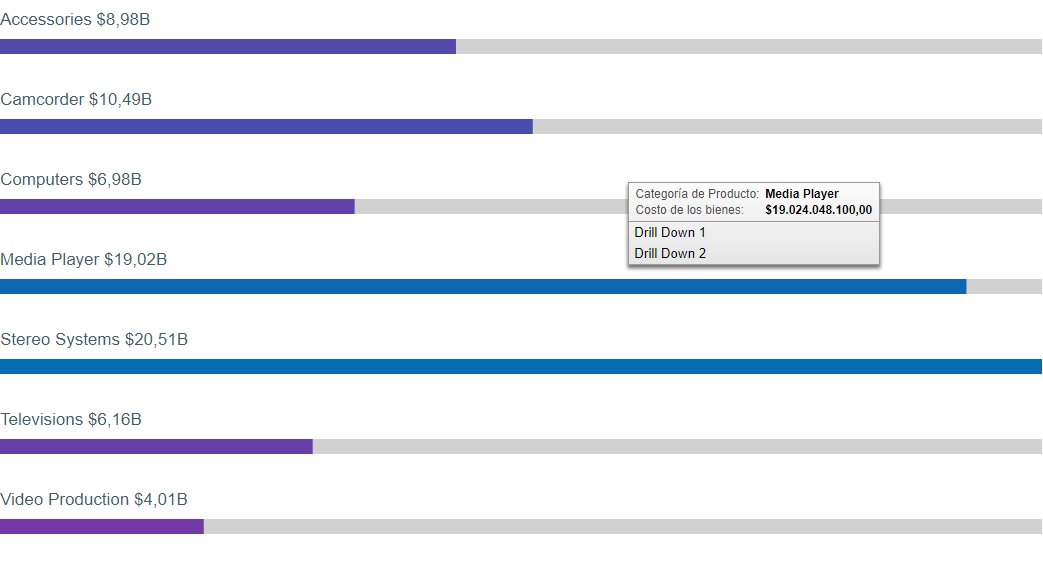 Accessories $8,98B
Camcorder $10,49B
Computers $6,98B
Categoría de Producto: Media Player
Costo de los bienes: $19.024.048.100,00
Drill Down 1
Drill Down 2
Media Player $19,02B
Stereo Systems $20,51B
Televisions $6,16B
Video Production $4,01B